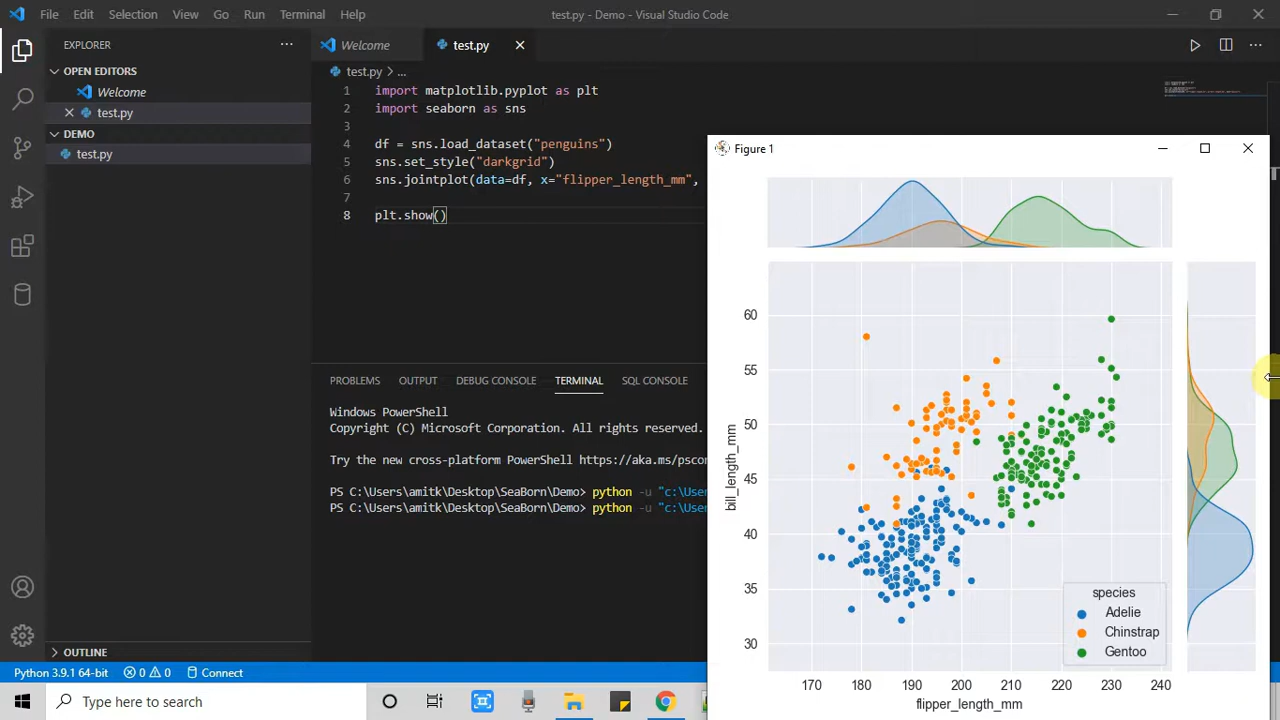 File Edit Selection View Go Run Terminal Help
test.py - Demo - Visual Studio Code
EXPLORER
Welcome
test.py
OPEN EDITORS
Welcome
test.py
DEMO
test.py
OUTLINE
test.py > ...
1 import matplotlib.pyplot as plt
2 import seaborn as sns
3
4 df = sns.load_dataset("penguins")
5 sns.set_style("darkgrid")
6 sns.jointplot(data=df, x="flipper_length_mm",
7
8 plt.show()
PROBLEMS OUTPUT DEBUG CONSOLE TERMINAL SQL CONSOLE
Windows PowerShell
Copyright (C) Microsoft Corporation. All rights reserved.
Try the new cross-platform PowerShell https://aka.ms/psco
PS C:\Users\amitk\Desktop\SeaBorn\Demo> python -u "c:\Use
PS C:\Users\amitk\Desktop\SeaBorn\Demo> python -u "c:\Use
Figure 1
60
55
50
45
40
35
30
bill_length_mm
species
Adelie
Chinstrap
Gentoo
170 180 190 200 210 220 230 240
flipper_length_mm
Python 3.9.1 64-bit 0 0 Connect
Type here to search